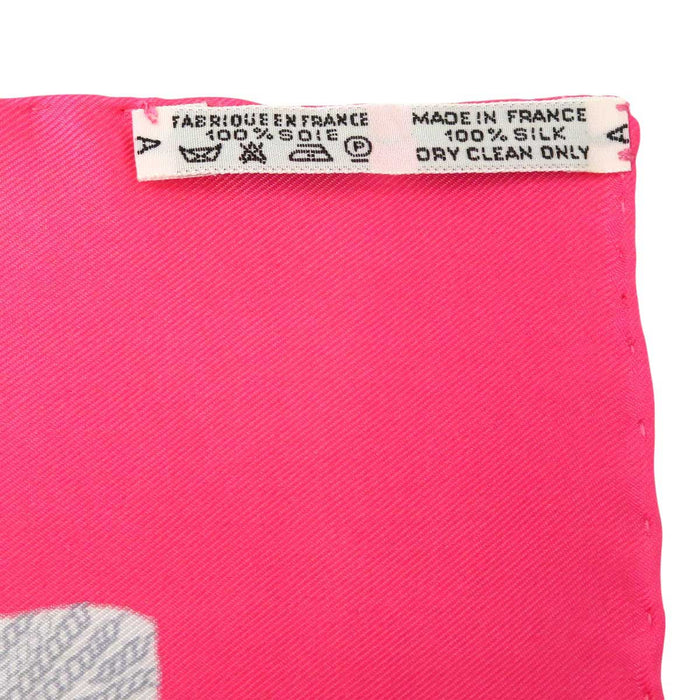 A
FABRIQUE EN FRANCE
100% SOIE
P
MADE IN FRANCE
100% SILK
DRY CLEAN ONLY
A